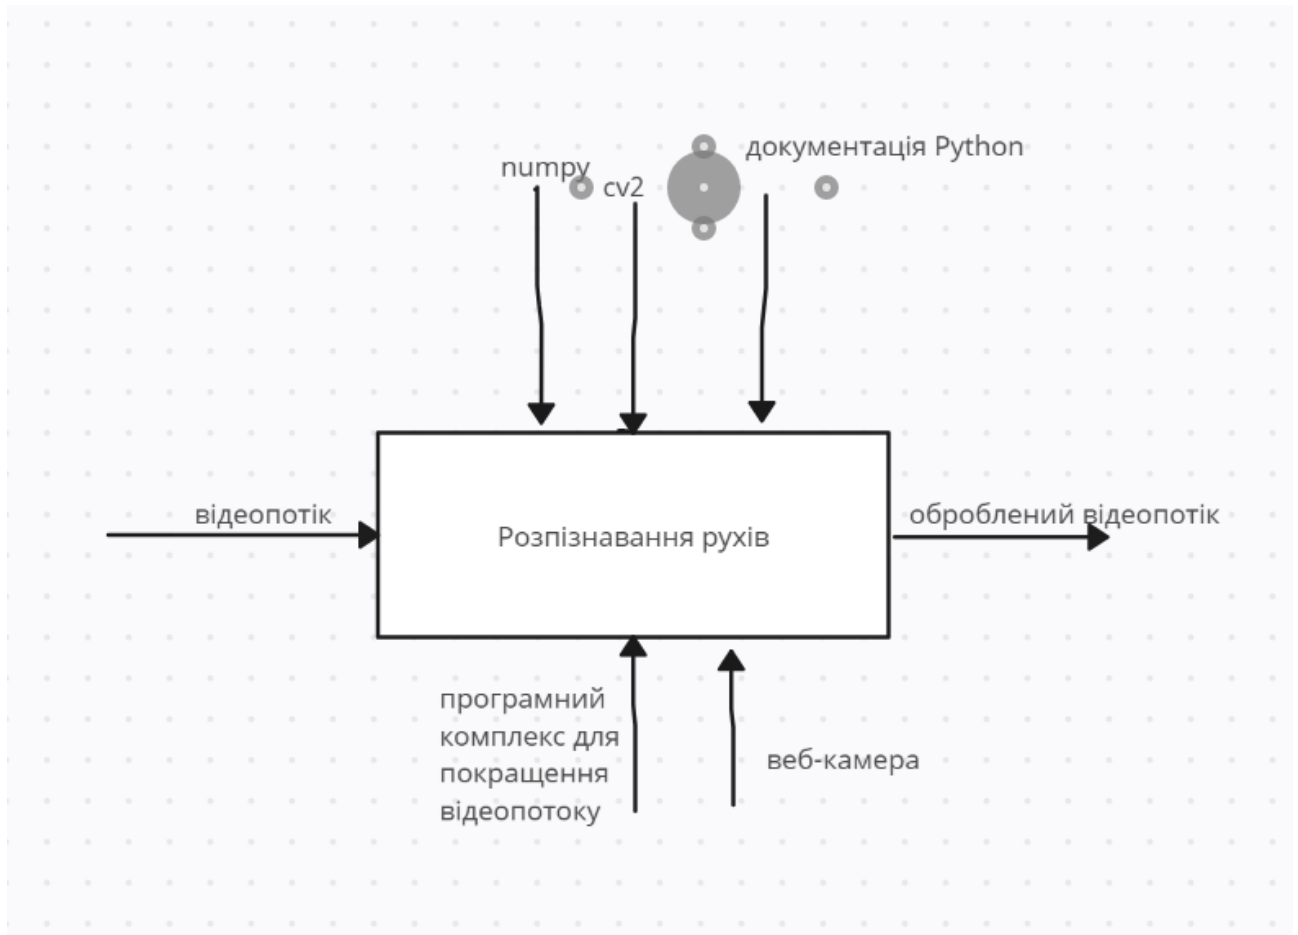 документація Python
numpy
cv2
відеопотік
Розпізнавання рухів
оброблений відеопотік
програмний
комплекс для
покращення
відеопотоку
веб-камера